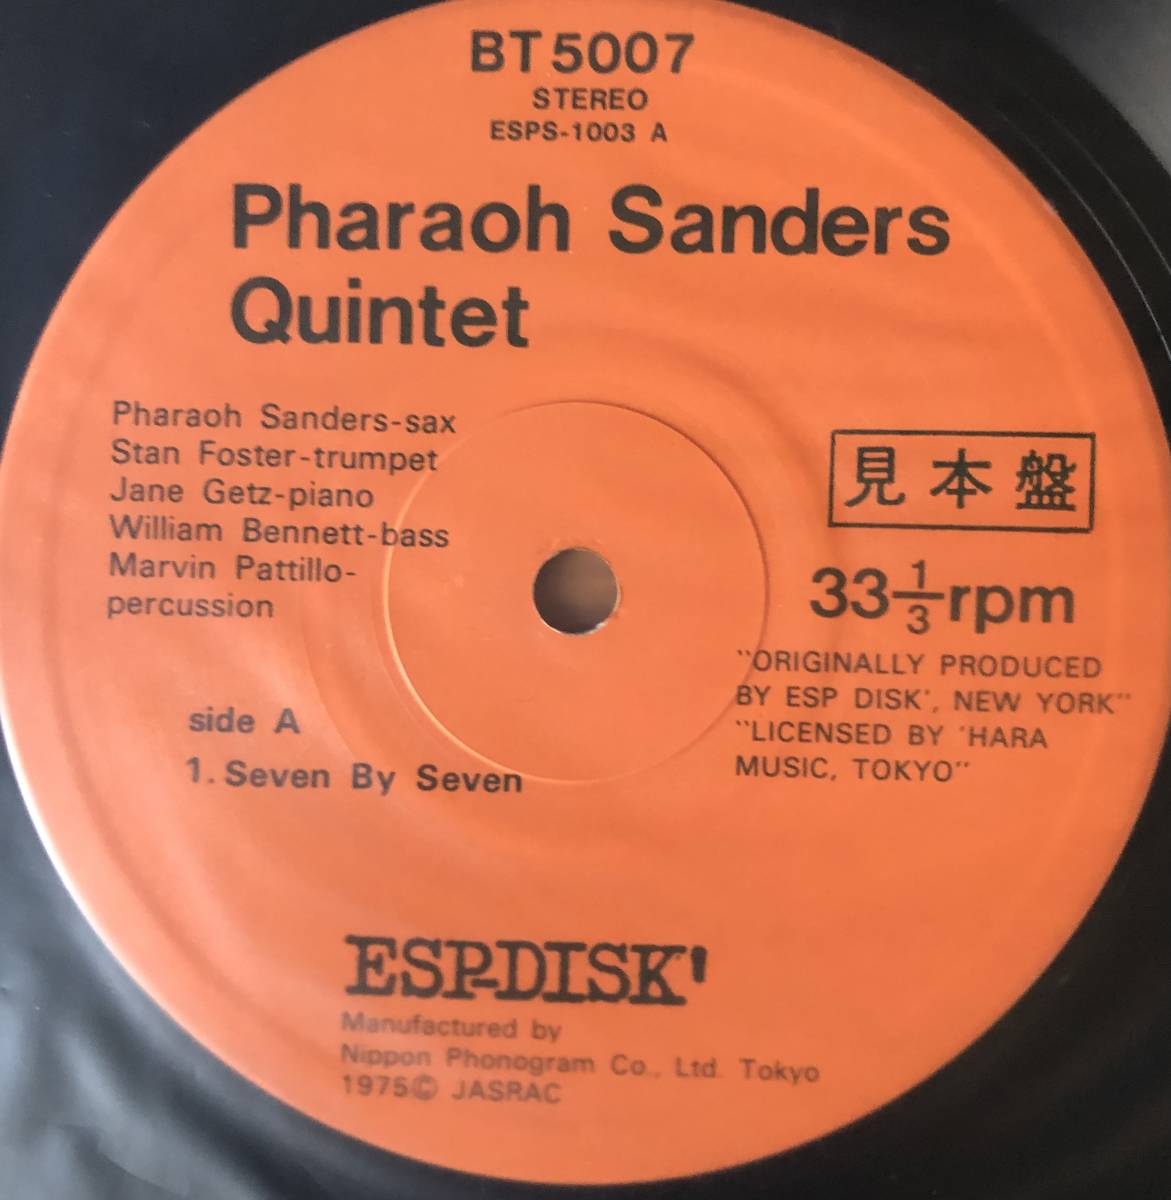 BT5007
STEREO
ESPS-1003 A
Pharaoh Sanders
Quintet
Pharaoh Sanders-sax
Stan Foster-trumpet
Jane Getz-piano
William Bennett-bass
Marvin Pattillo-
percussion
見本盤
33 1/3 rpm
"ORIGINALLY PRODUCED
BY ESP DISK', NEW YORK"
"LICENSED BY 'HARA
MUSIC, TOKYO"
side A
1. Seven By Seven
ESP-DISK'
Manufactured by
Nippon Phonogram Co., Ltd. Tokyo
1975© JASRAC